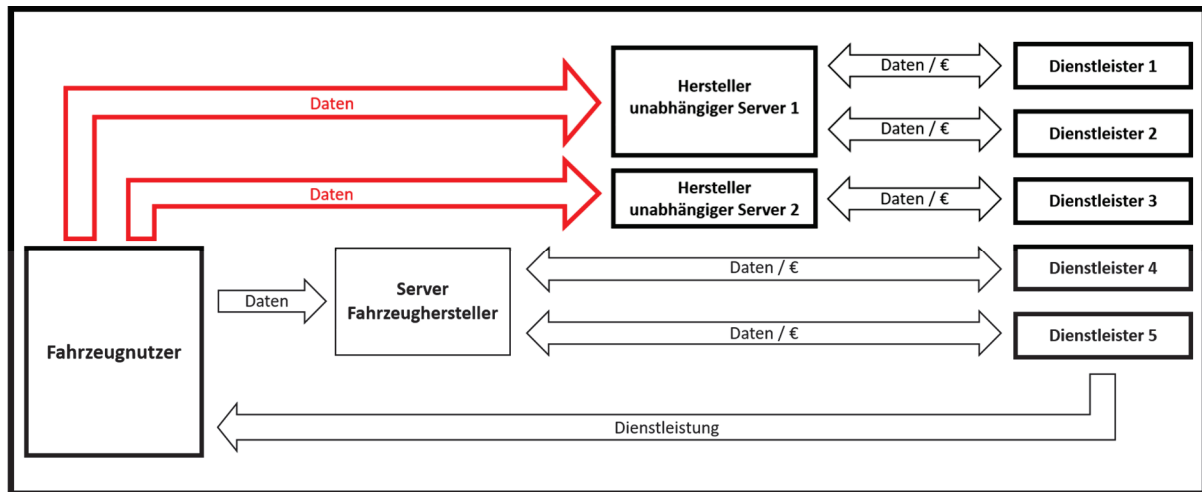 Daten / €
Dienstleister 1
Hersteller
unabhängiger Server 1
Daten
Daten / €
Dienstleister 2
Hersteller
unabhängiger Server 2
Daten
Daten / €
Dienstleister 3
Daten / €
Dienstleister 4
Server
Fahrzeughersteller
Daten
Daten / €
Dienstleister 5
Fahrzeugnutzer
Dienstleistung